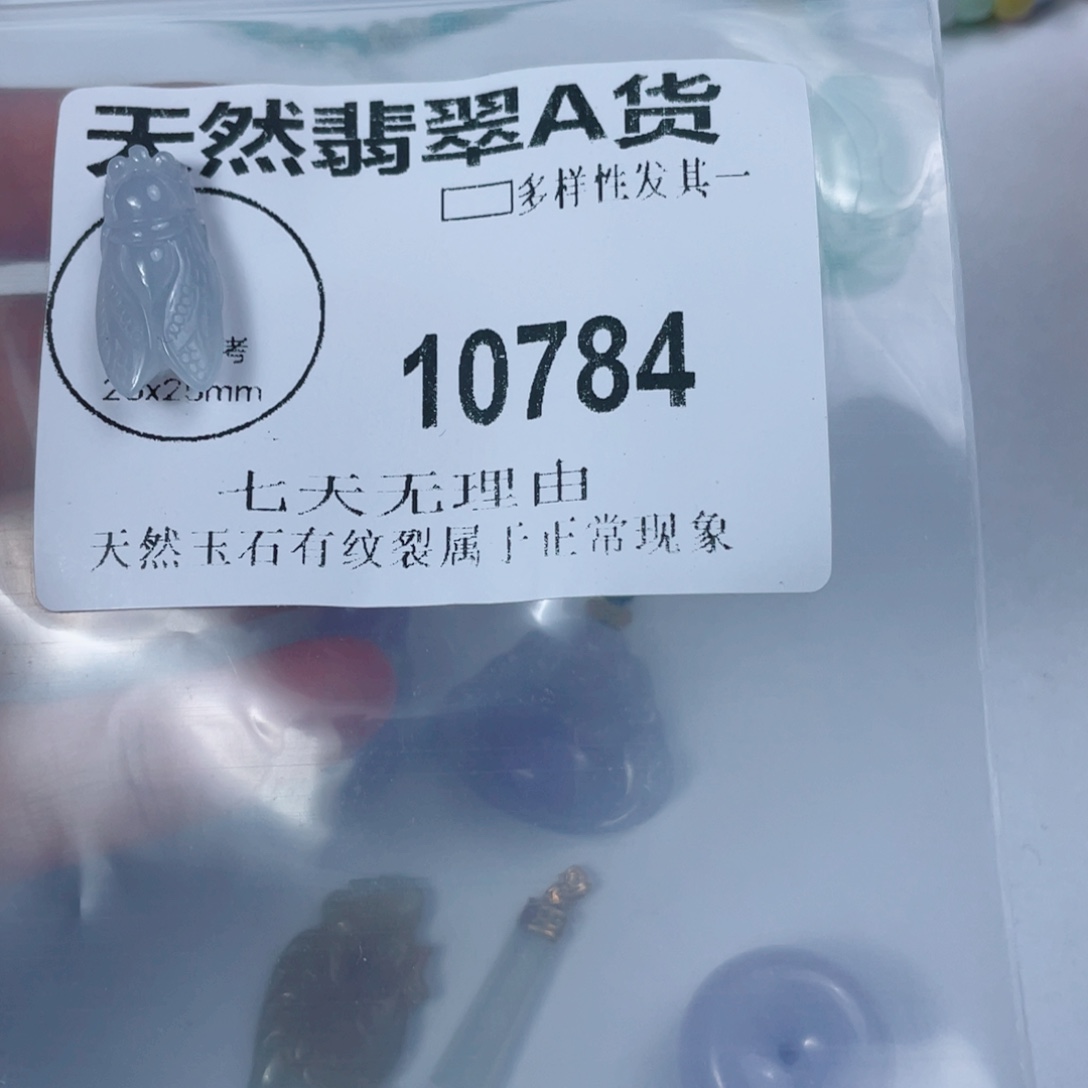 天然翡翠A货
多样性发其一
考
25x25mm
10784
七天无理由
天然玉石有纹裂属于正常现象